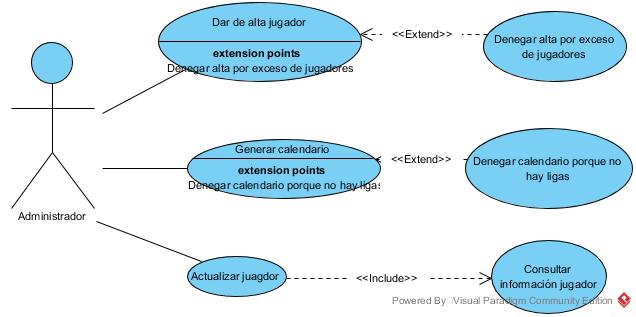 Dar de alta jugador
extension points
Denegar alta por exceso de jugadores
<<Extend>>
Denegar alta por exceso
de jugadores
Generar calendario
extension points
Denegar calendario porque no hay ligas
<<Extend>>
Denegar calendario porque no
hay ligas
Administrador
Actualizar juagdor
<<Include>>
Consultar
información jugador
Powered By Visual Paradigm Community Edition